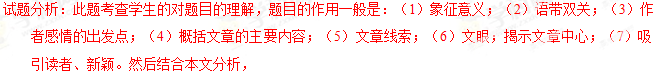 试题分析：此题考查学生的对题目的理解，题目的作用一般是：（1）象征意义；（2）语带双关；（3）作
者感情的出发点；（4）概括文章的主要内容；（5）文章线索；（6）文眼，揭示文章中心；（7）吸
引读者、新颖。然后结合本文分析，